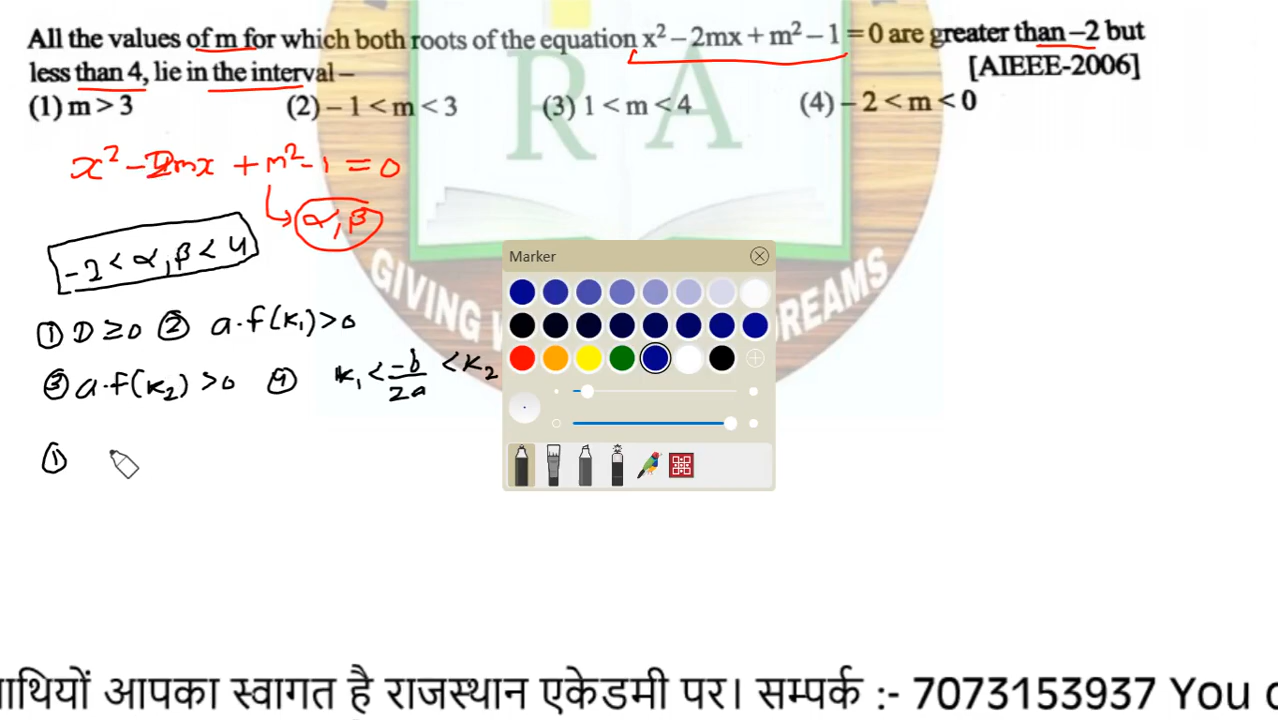 All the values of m for which both roots of the equation x² – 2mx + m² – 1 = 0 are greater than –2 but
less than 4, lie in the interval – [AIEEE-2006]
(1) m > 3 (2) – 1 < m < 3 (3) 1 < m < 4 (4) – 2 < m < 0
R A
x² – 2mx + m² – 1 = 0
α, β
-2 < α, β < 4
GIVING W
REAMS
Marker
① D ≥ 0 ② a·f(k₁) > 0
③ a·f(k₂) > 0 ④ k₁ < -b/2a < k₂
①
ाथियों आपका स्वागत है राजस्थान एकेडमी पर। सम्पर्क :- 7073153937 You c